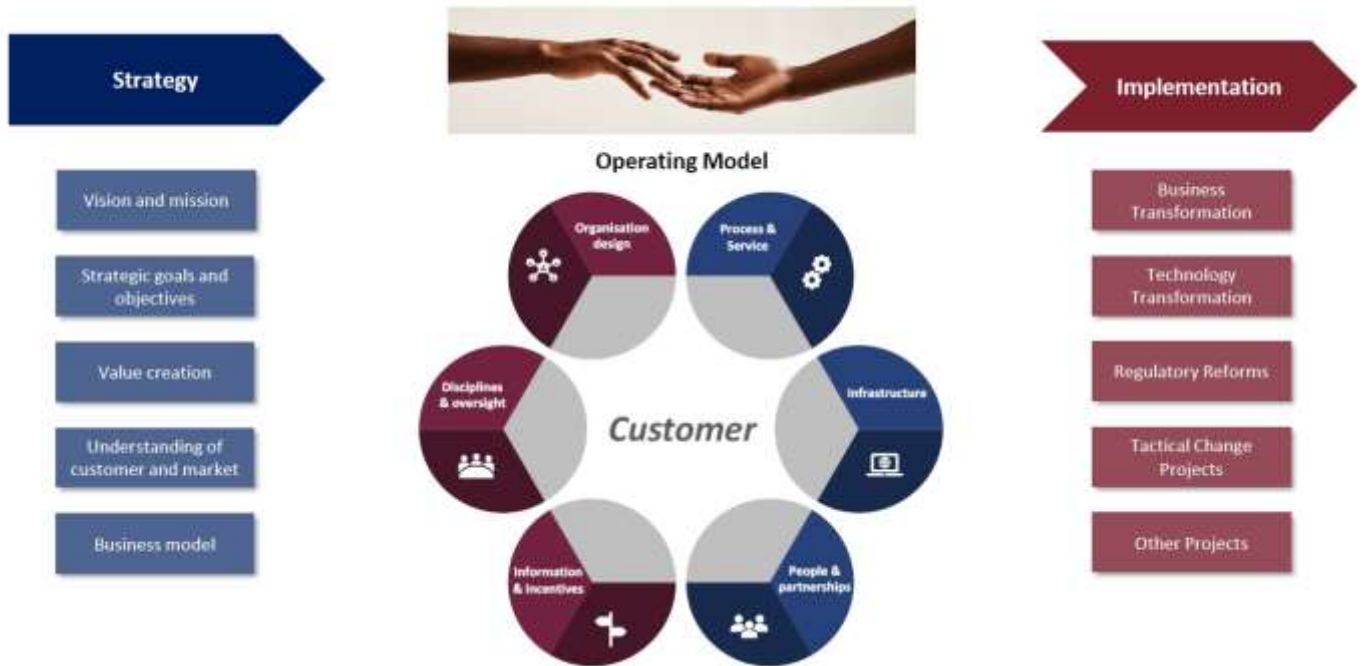 Strategy
Implementation
Operating Model
Vision and mission
Strategic goals and
objectives
Value creation
Understanding of
customer and market
Business model
Organisation
design
Process &
Service
Disciplines
& oversight
Infrastructure
Customer
Information
& incentives
People &
partnerships
Business
Transformation
Technology
Transformation
Regulatory Reforms
Tactical Change
Projects
Other Projects